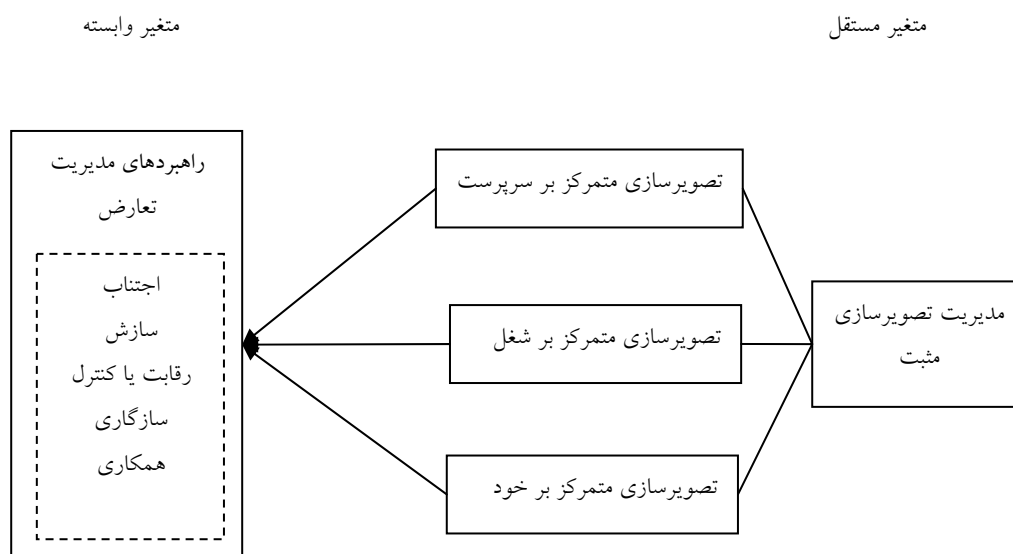 متغیر مستقل
متغیر وابسته
مدیریت تصویرسازی
مثبت
تصویرسازی متمرکز بر سرپرست
تصویرسازی متمرکز بر شغل
تصویرسازی متمرکز بر خود
راهبردهای مدیریت
تعارض
اجتناب
سازش
رقابت یا کنترل
سازگاری
همکاری